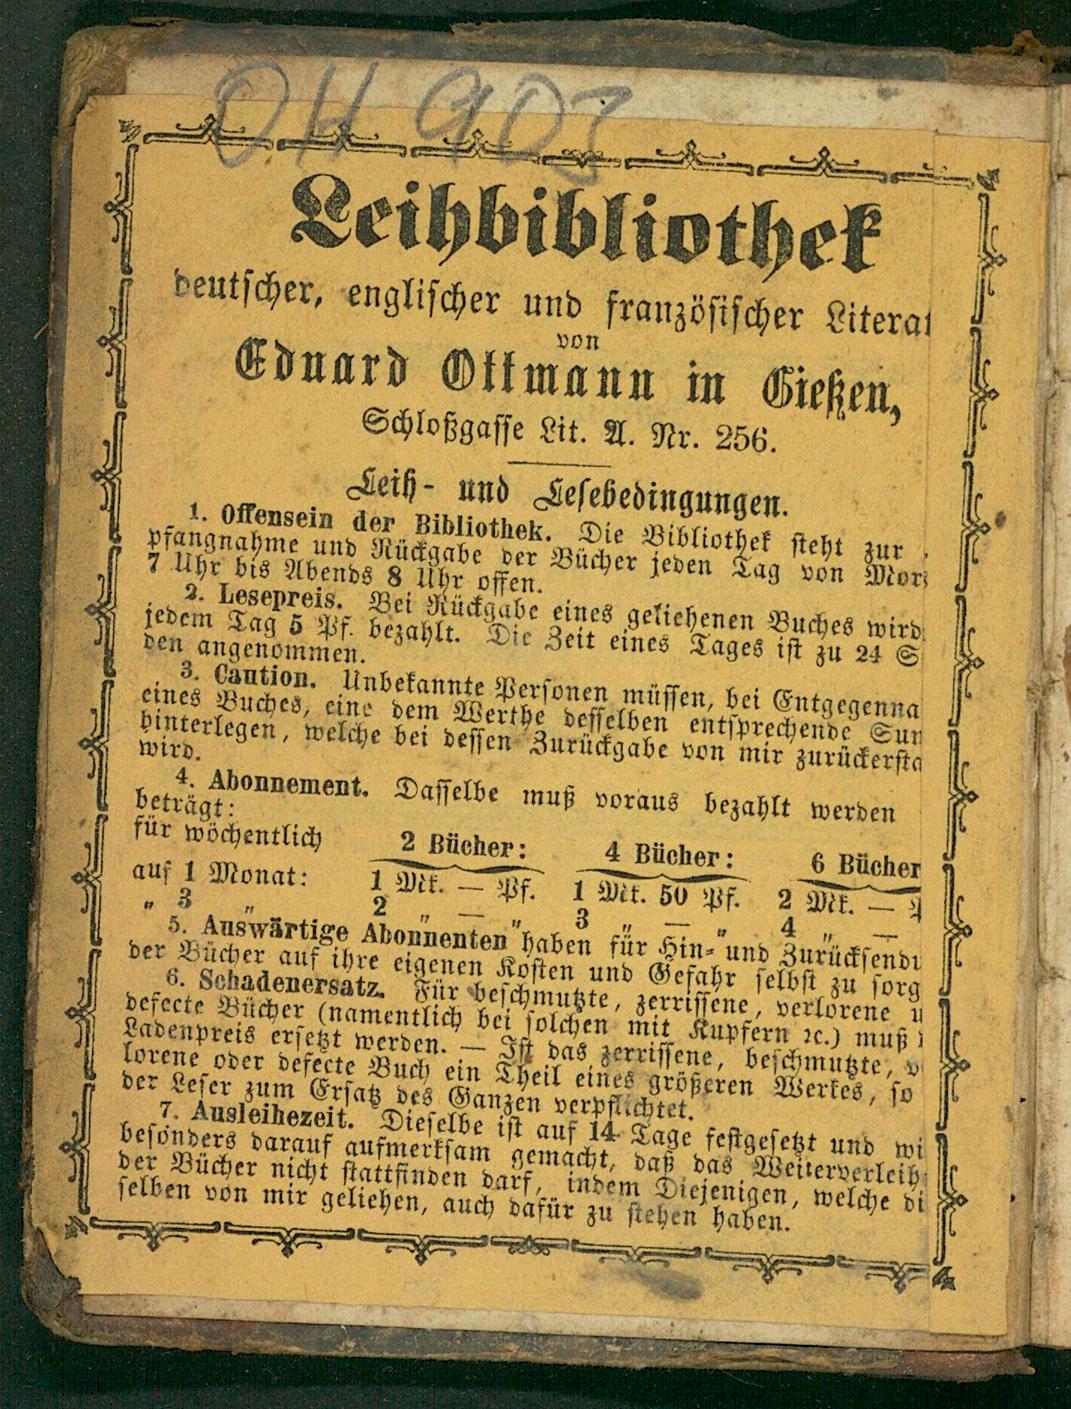 OH 903
Leihbibliothek
deutscher, englischer und französischer Literat
von
Eduard Ottmann in Gießen,
Schloßgasse Lit. A. Nr. 256.
Leih- und Lesebedingungen.
1. Offensein der Bibliothek. Die Bibliothek steht zur
pfangnahme und Rückgabe der Bücher jeden Tag von Mor
7 Uhr bis Abends 8 Uhr offen.
2. Lesepreis. Bei Rückgabe eines geliehenen Buches wird
jedem Tag 5 Pf. bezahlt. Die Zeit eines Tages ist zu 24 S
den angenommen.
3. Caution. Unbekannte Personen müssen, bei Entgegenna
eines Buches, eine dem Werthe desselben entsprechende Sum
hinterlegen, welche bei dessen Zurückgabe von mir zurückersta
wird.
4. Abonnement. Dasselbe muß voraus bezahlt werden
beträgt:
für wöchentlich 2 Bücher: 4 Bücher: 6 Bücher
auf 1 Monat: 1 Mk. — Pf. 1 Mk. 50 Pf. 2 Mk. —
„ 3 „ 2 „ — „ 3 „ — „ 4 „ —
5. Auswärtige Abonnenten haben für Hin- und Zurücksendu
der Bücher auf ihre eigenen Kosten und Gefahr selbst zu sorg
6. Schadenersatz. Für beschmutzte, zerrissene, verlorene u
defecte Bücher (namentlich bei solchen mit Kupfern ꝛc.) muß
Ladenpreis ersetzt werden. — Ist das zerrissene, beschmutzte, v
lorene oder defecte Buch ein Theil eines größeren Werkes, so
der Leser zum Ersatz des Ganzen verpflichtet.
7. Ausleihezeit. Dieselbe ist auf 14 Tage festgesetzt und wi
besonders darauf aufmerksam gemacht, daß das Weiterverleih
der Bücher nicht stattfinden darf, indem Diejenigen, welche di
selben von mir geliehen, auch dafür zu stehen haben.